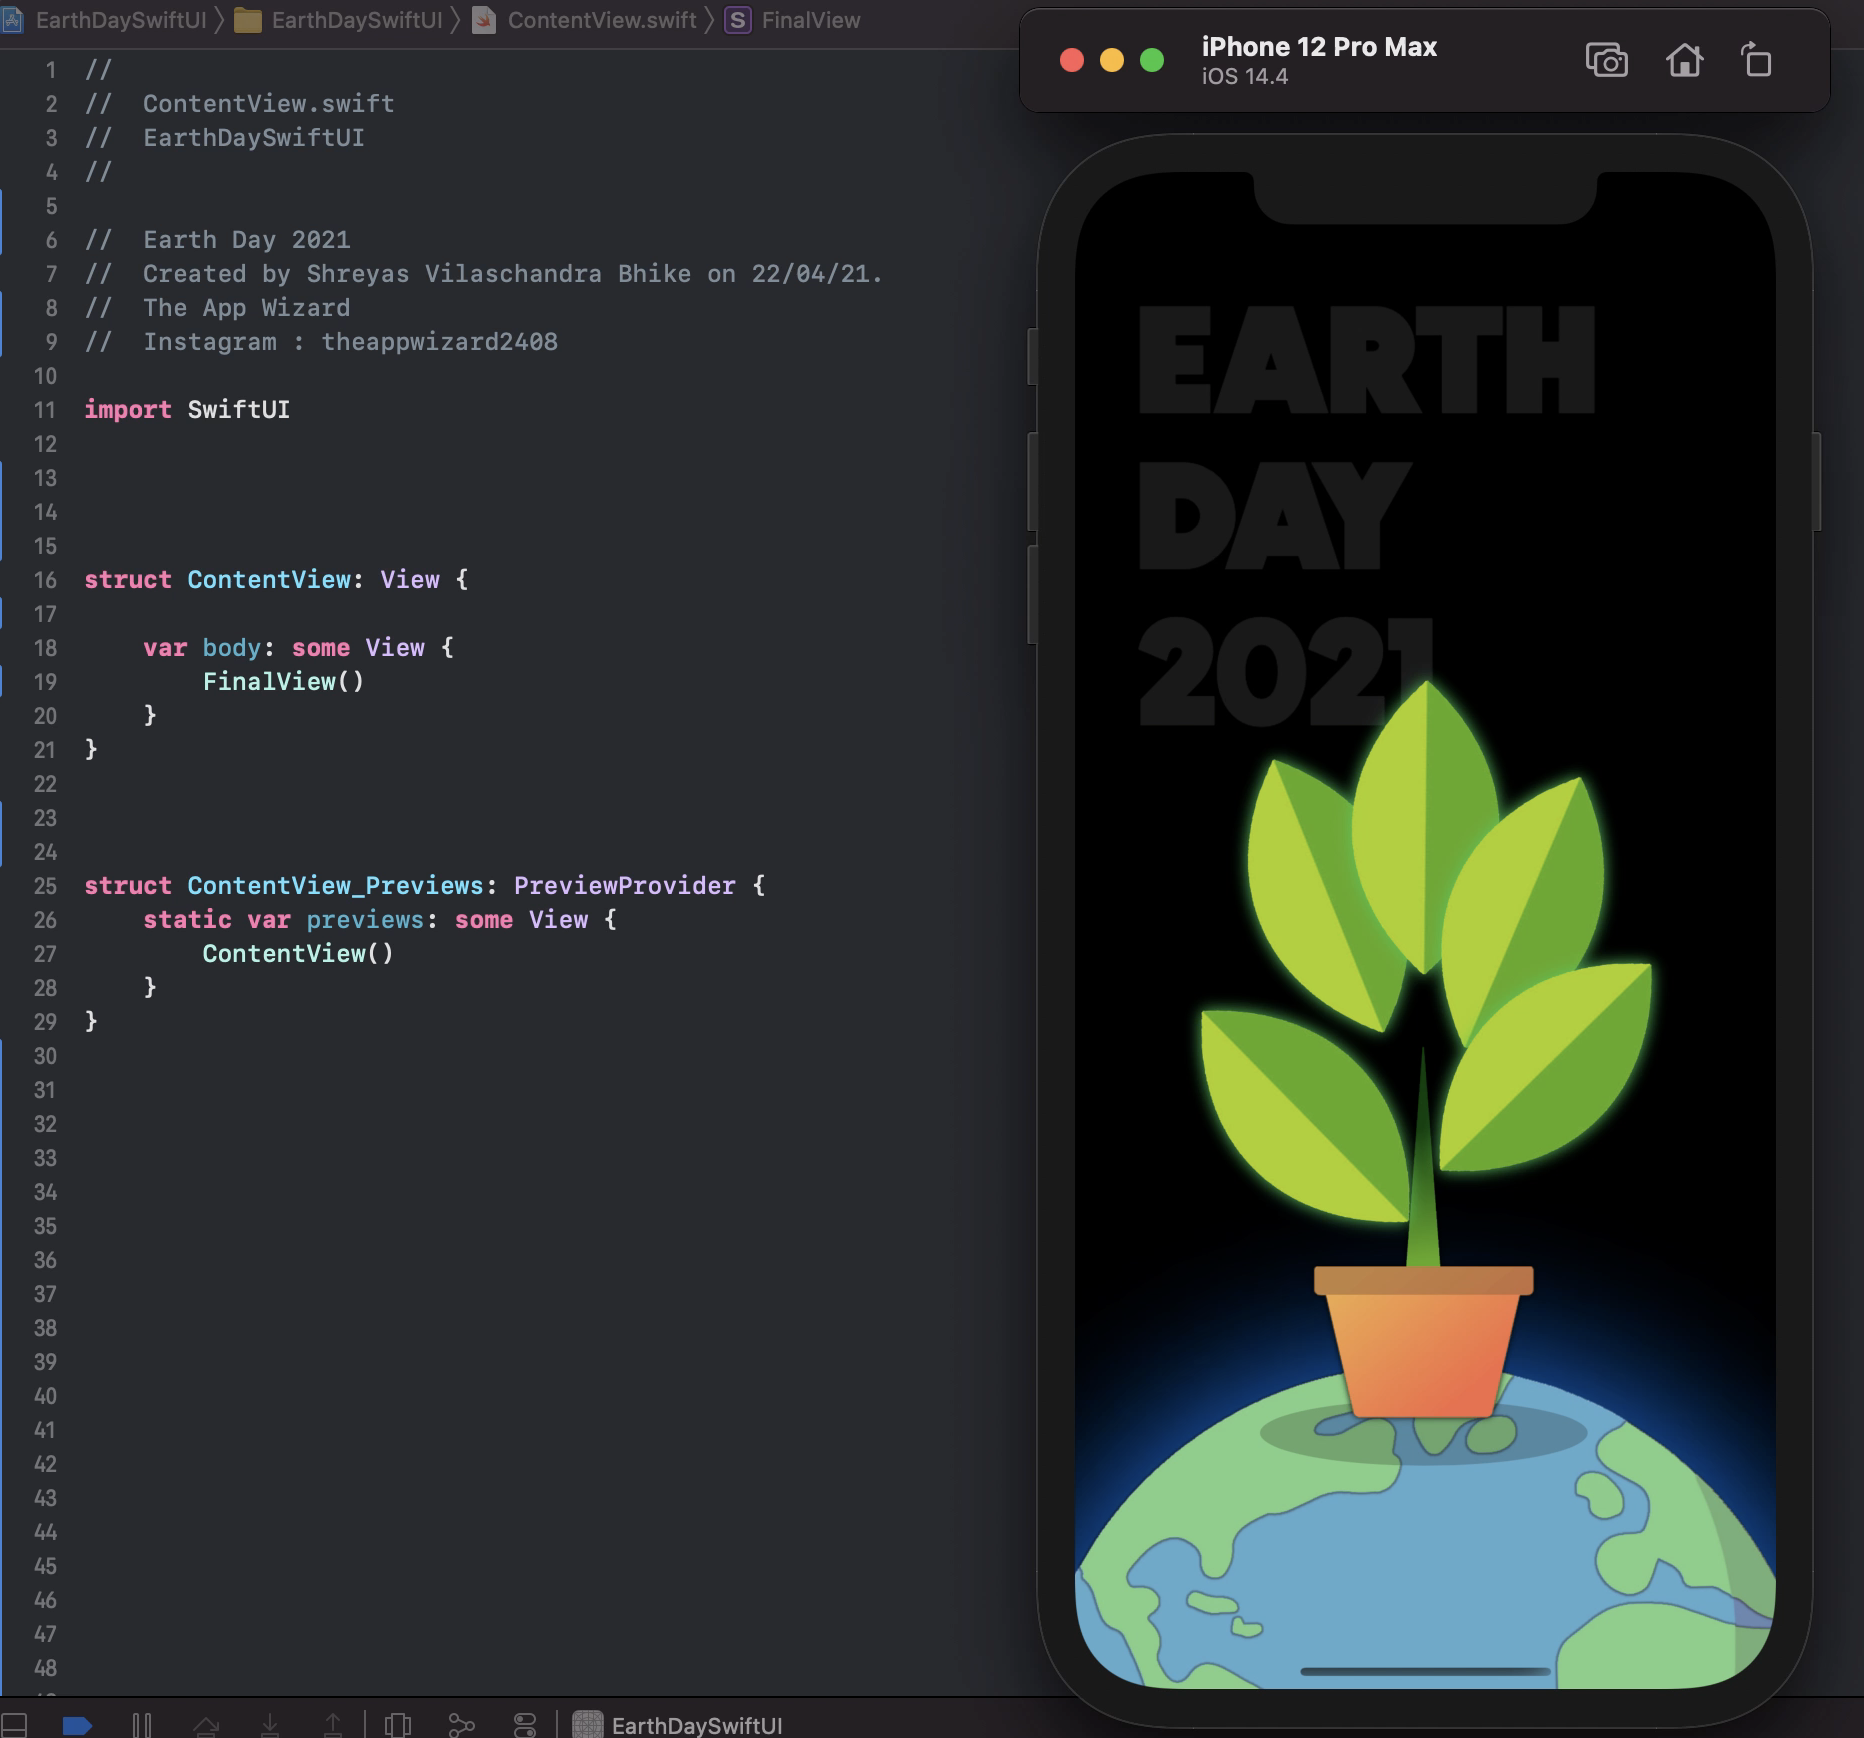 EarthDaySwiftUI 〉 EarthDaySwiftUI 〉 ContentView.swift 〉 S FinalView
1 //
2 //  ContentView.swift
3 //  EarthDaySwiftUI
4 //
5
6 //  Earth Day 2021
7 //  Created by Shreyas Vilaschandra Bhike on 22/04/21.
8 //  The App Wizard
9 //  Instagram : theappwizard2408
10
11 import SwiftUI
12
13
14
15
16 struct ContentView: View {
17
18     var body: some View {
19         FinalView()
20     }
21 }
22
23
24
25 struct ContentView_Previews: PreviewProvider {
26     static var previews: some View {
27         ContentView()
28     }
29 }
30
31
32
33
34
35
36
37
38
39
40
41
42
43
44
45
46
47
48
EarthDaySwiftUI
iPhone 12 Pro Max
iOS 14.4
EARTH
DAY
2021